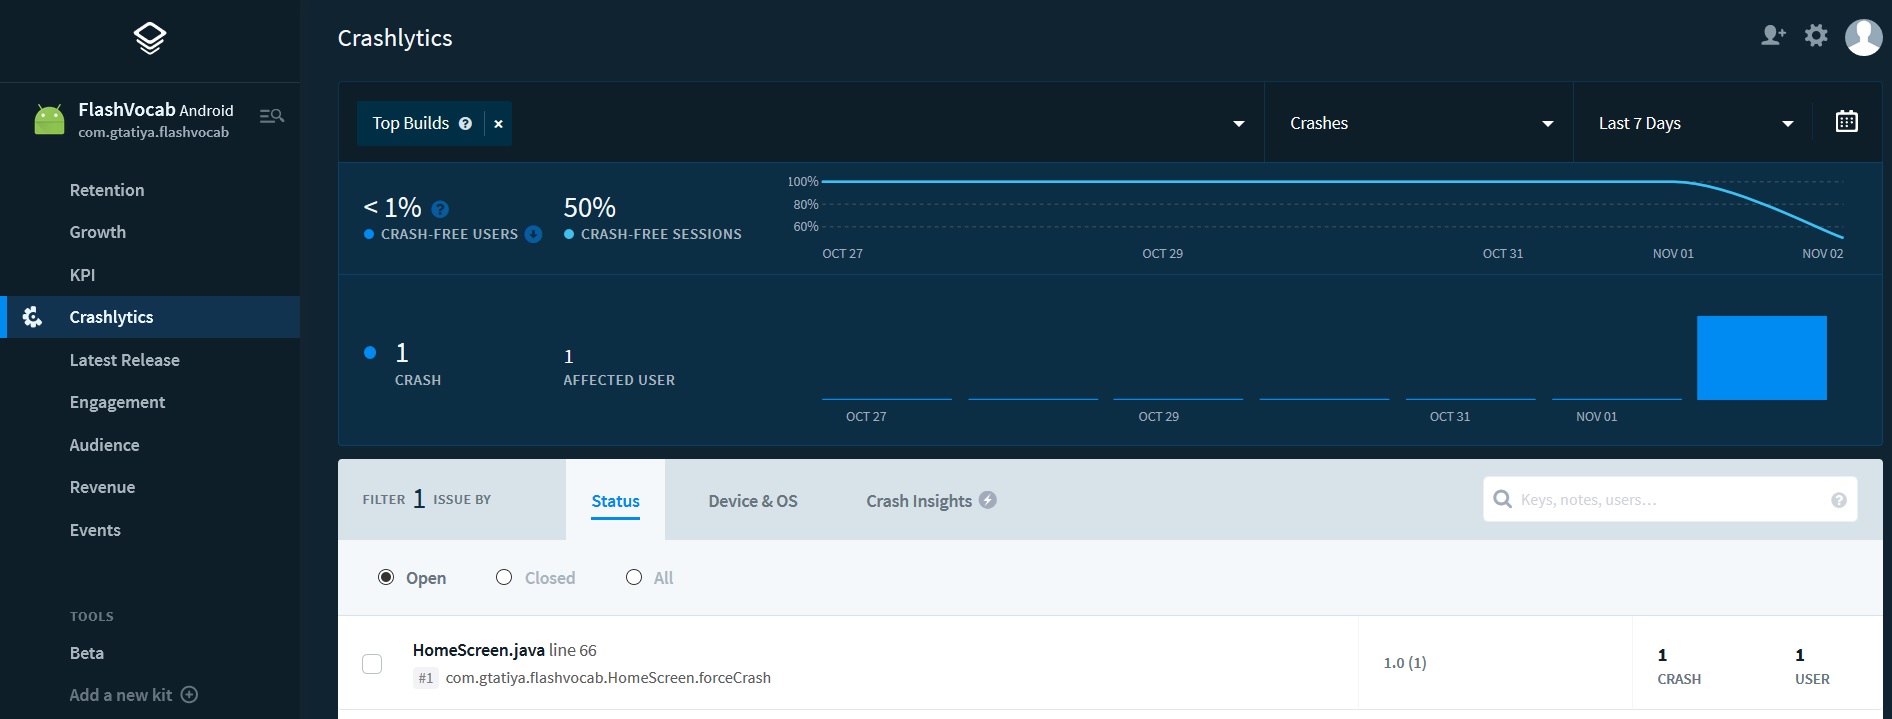 Crashlytics
FlashVocab Android
com.gtatiya.flashvocab
Retention
Growth
KPI
Crashlytics
Latest Release
Engagement
Audience
Revenue
Events
TOOLS
Beta
Add a new kit
Top Builds ? ×
Crashes
Last 7 Days
< 1% ?
CRASH-FREE USERS
50%
CRASH-FREE SESSIONS
100%
80%
60%
OCT 27 OCT 29 OCT 31 NOV 01 NOV 02
1
CRASH
1
AFFECTED USER
OCT 27 OCT 29 OCT 31 NOV 01
FILTER 1 ISSUE BY
Status
Device & OS
Crash Insights
Keys, notes, users... ?
Open
Closed
All
HomeScreen.java line 66
#1 com.gtatiya.flashvocab.HomeScreen.forceCrash
1.0 (1)
1
CRASH
1
USER